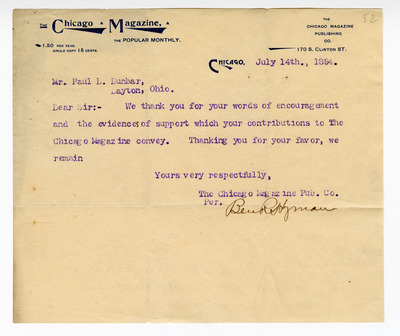 THE Chicago Magazine.
$1.50 PER YEAR. THE POPULAR MONTHLY.
SINGLE COPY 15 CENTS.
THE
CHICAGO MAGAZINE
PUBLISHING
CO.
170 S. CLINTON ST.
52
CHICAGO, July 14th., 1894.
Mr. Paul L. Dunbar,
Dayton, Ohio.
Dear Sir:- We thank you for your words of encouragement
and the evidences of support which your contributions to The
Chicago Magazine convey. Thanking you for your favor, we
remain
Yours very respectfully,
The Chicago Magazine Pub. Co.
Per. Ben R. Hyman